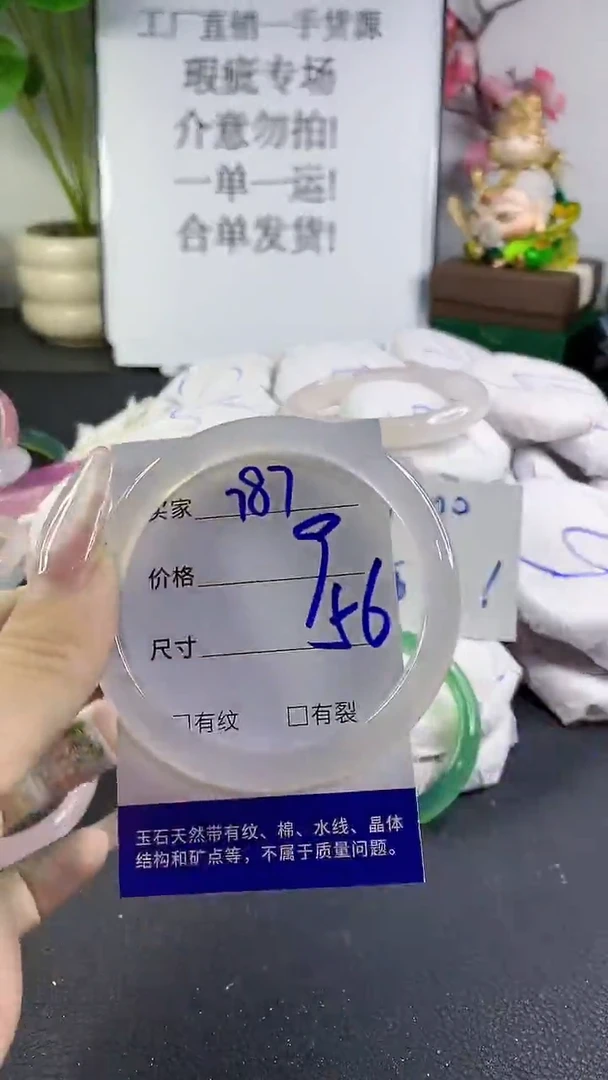 工厂直销一手货源
瑕疵专场
介意勿拍!
一单一运!
合单发货!
买家 787
价格 9
尺寸 56
□有纹 □有裂
玉石天然带有纹、棉、水线、晶体
结构和矿点等，不属于质量问题。